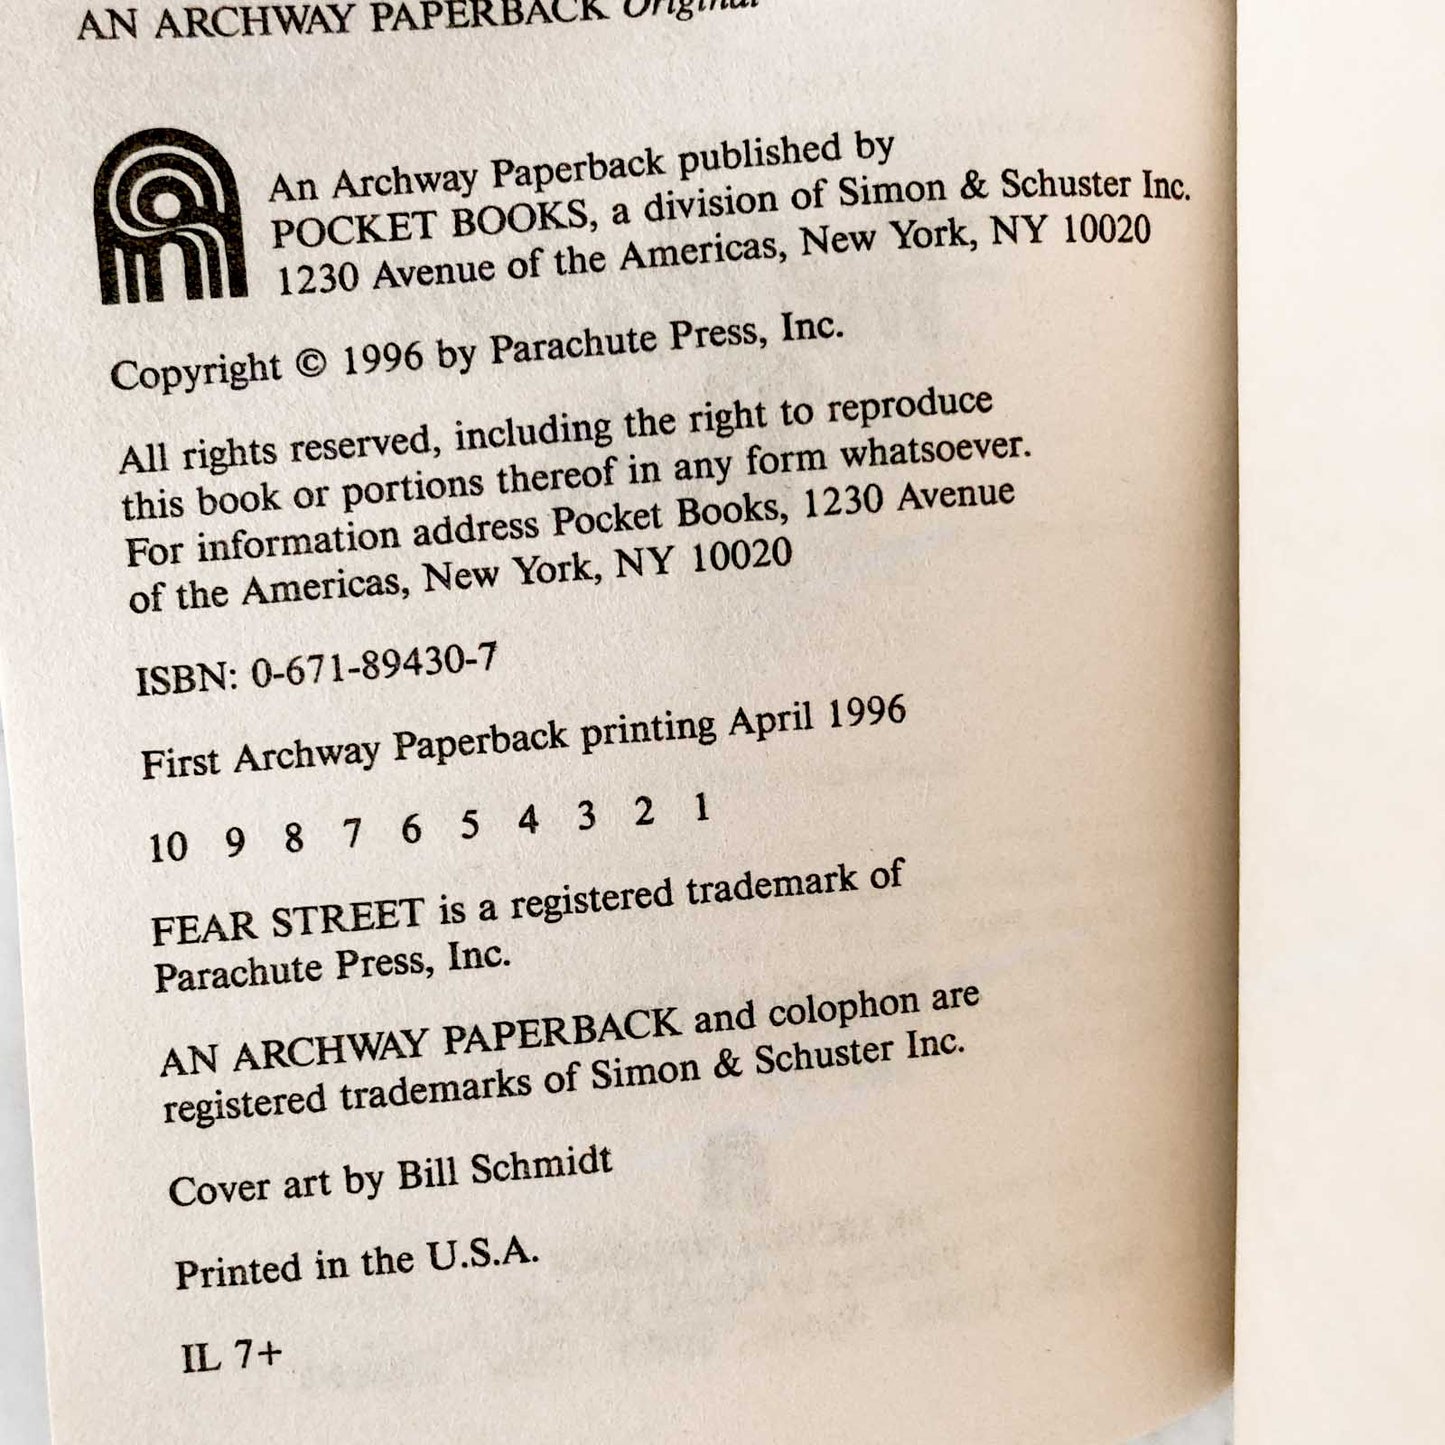 AN ARCHWAY PAPERBACK Original
An Archway Paperback published by
POCKET BOOKS, a division of Simon & Schuster Inc.
1230 Avenue of the Americas, New York, NY 10020
Copyright © 1996 by Parachute Press, Inc.
All rights reserved, including the right to reproduce
this book or portions thereof in any form whatsoever.
For information address Pocket Books, 1230 Avenue
of the Americas, New York, NY 10020
ISBN: 0-671-89430-7
First Archway Paperback printing April 1996
10 9 8 7 6 5 4 3 2 1
FEAR STREET is a registered trademark of
Parachute Press, Inc.
AN ARCHWAY PAPERBACK and colophon are
registered trademarks of Simon & Schuster Inc.
Cover art by Bill Schmidt
Printed in the U.S.A.
IL 7+